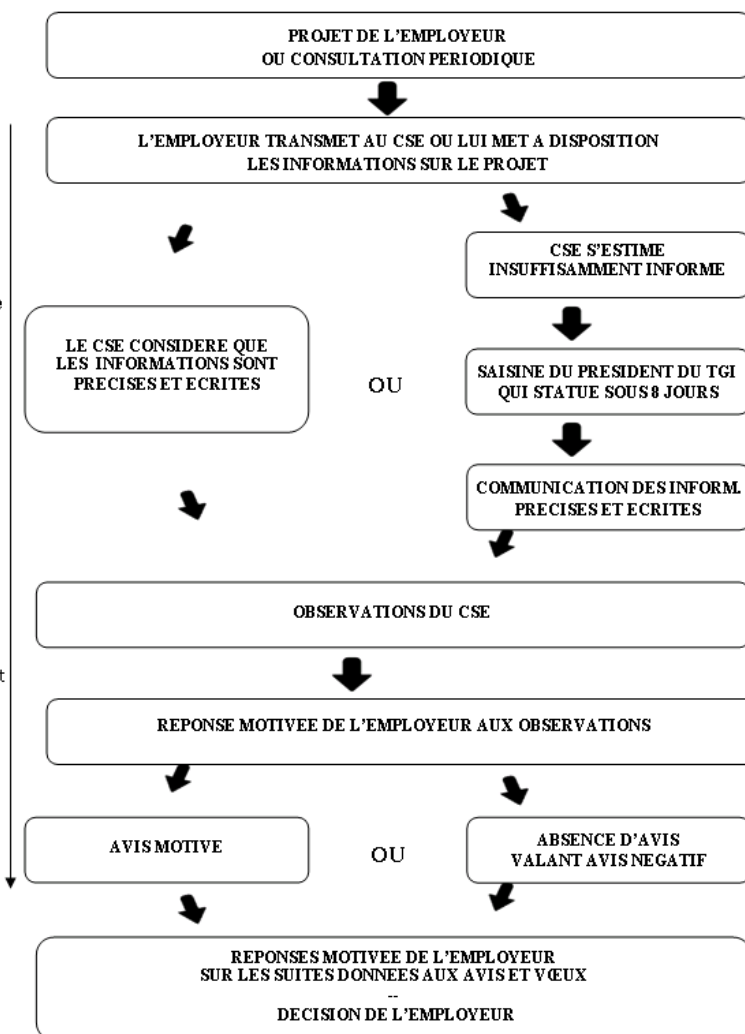 PROJET DE L'EMPLOYEUR
OU CONSULTATION PERIODIQUE
L'EMPLOYEUR TRANSMET AU CSE OU LUI MET A DISPOSITION
LES INFORMATIONS SUR LE PROJET
CSE S'ESTIME
INSUFFISAMMENT INFORME
e
LE CSE CONSIDERE QUE
LES INFORMATIONS SONT
PRECISES ET ECRITES
OU
SAISINE DU PRESIDENT DU TGI
QUI STATUE SOUS 8 JOURS
COMMUNICATION DES INFORM.
PRECISES ET ECRITES
OBSERVATIONS DU CSE
t
REPONSE MOTIVEE DE L'EMPLOYEUR AUX OBSERVATIONS
AVIS MOTIVE
OU
ABSENCE D'AVIS
VALANT AVIS NEGATIF
REPONSES MOTIVEE DE L'EMPLOYEUR
SUR LES SUITES DONNEES AUX AVIS ET VŒUX
--
DECISION DE L'EMPLOYEUR